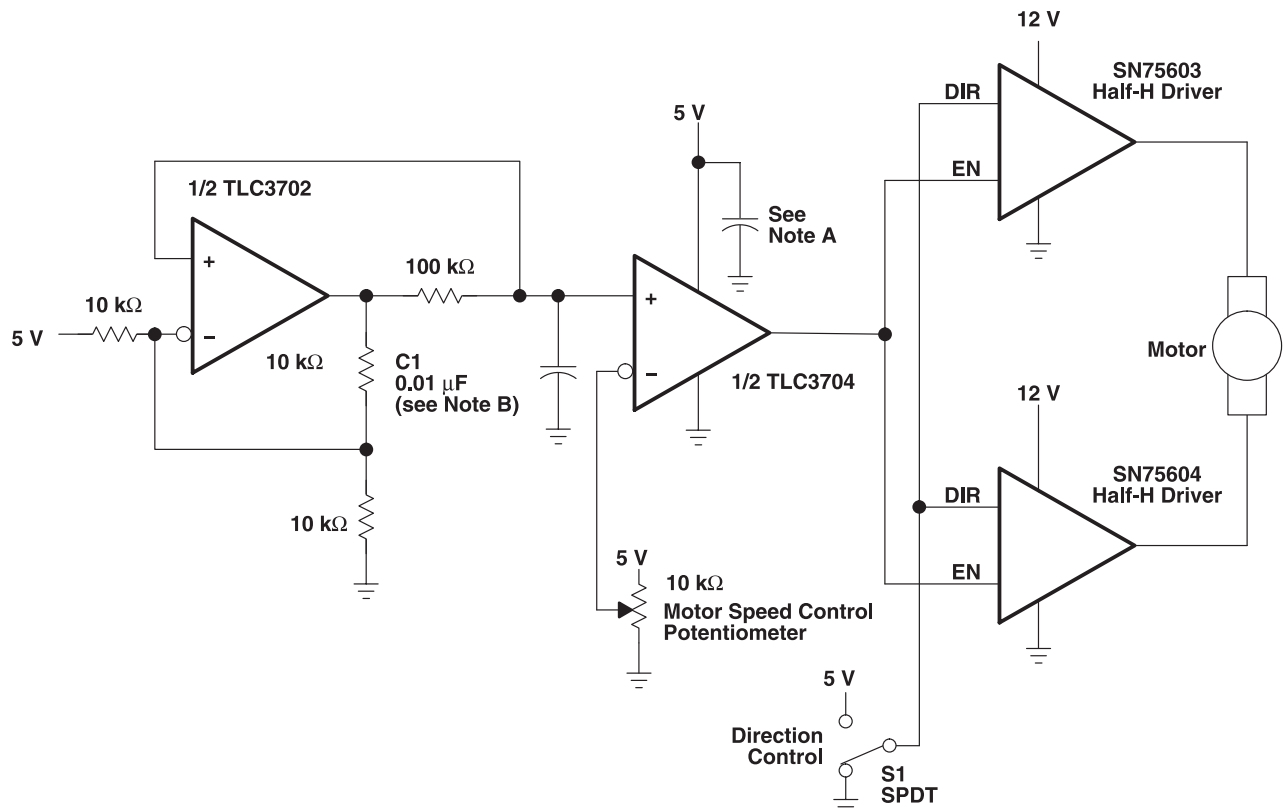 12 V
SN75603
Half-H Driver
DIR
5 V
EN
1/2 TLC3702
See
Note A
+
100 kΩ
10 kΩ
+
5 V
−
10 kΩ
C1
0.01 μF
(see Note B)
−
1/2 TLC3704
Motor
12 V
SN75604
Half-H Driver
10 kΩ
DIR
5 V
10 kΩ
Motor Speed Control
Potentiometer
EN
5 V
Direction
Control
S1
SPDT